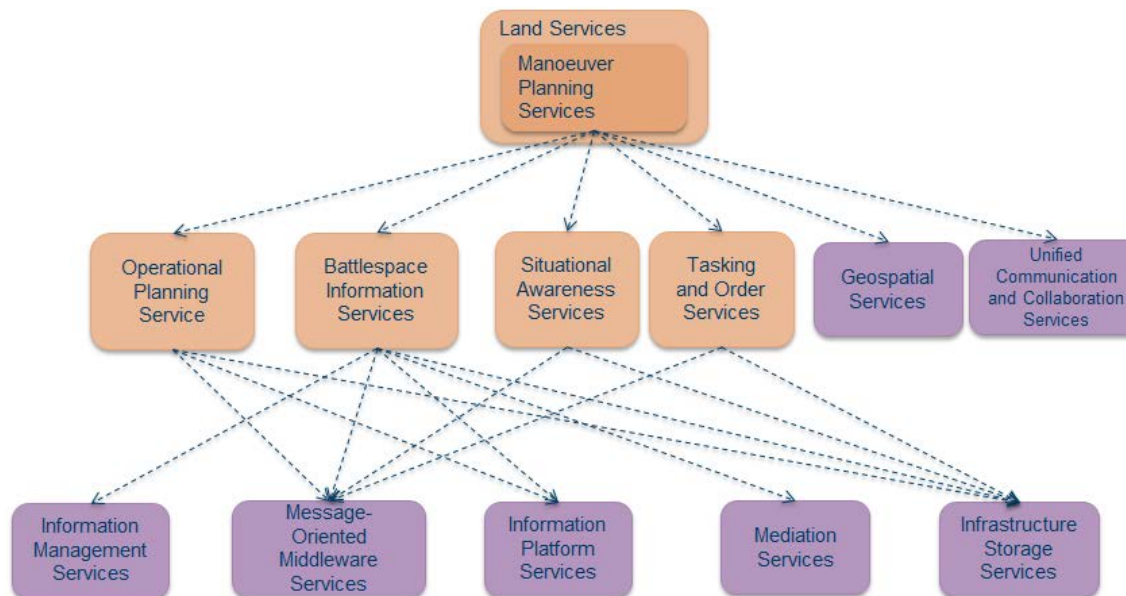 Land Services
Manoeuver
Planning
Services
Operational
Planning
Service
Battlespace
Information
Services
Situational
Awareness
Services
Tasking
and Order
Services
Geospatial
Services
Unified
Communication
and Collaboration
Services
Information
Management
Services
Message-
Oriented
Middleware
Services
Information
Platform
Services
Mediation
Services
Infrastructure
Storage
Services